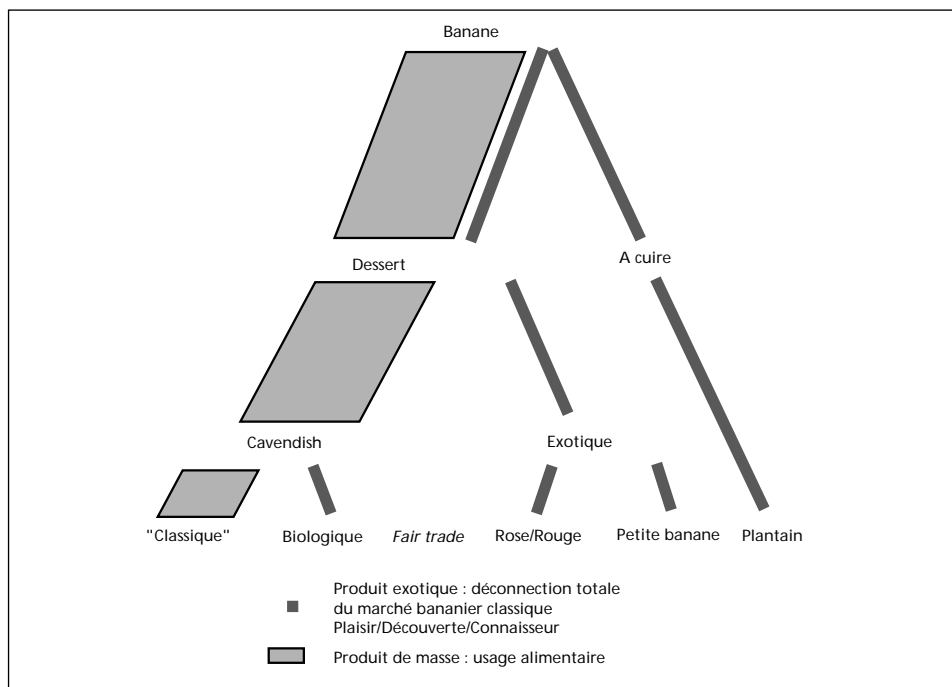 Banane
Dessert
A cuire
Cavendish
Exotique
"Classique"
Biologique
Fair trade
Rose/Rouge
Petite banane
Plantain
Produit exotique : déconnection totale
du marché bananier classique
Plaisir/Découverte/Connaisseur
Produit de masse : usage alimentaire